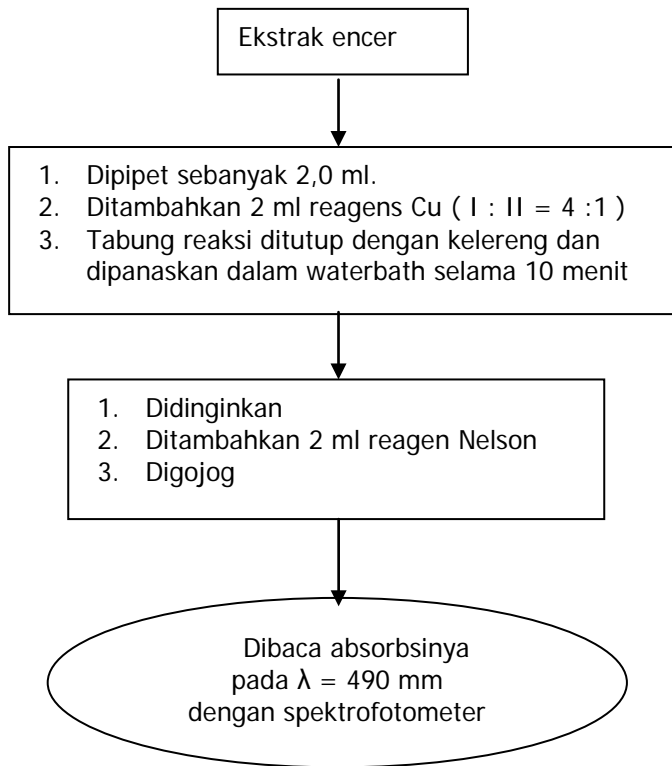 Ekstrak encer
1. Dipipet sebanyak 2,0 ml.
2. Ditambahkan 2 ml reagens Cu ( I : II = 4 :1 )
3. Tabung reaksi ditutup dengan kelereng dan
dipanaskan dalam waterbath selama 10 menit
1. Didinginkan
2. Ditambahkan 2 ml reagen Nelson
3. Digojog
Dibaca absorbsinya
pada λ = 490 mm
dengan spektrofotometer